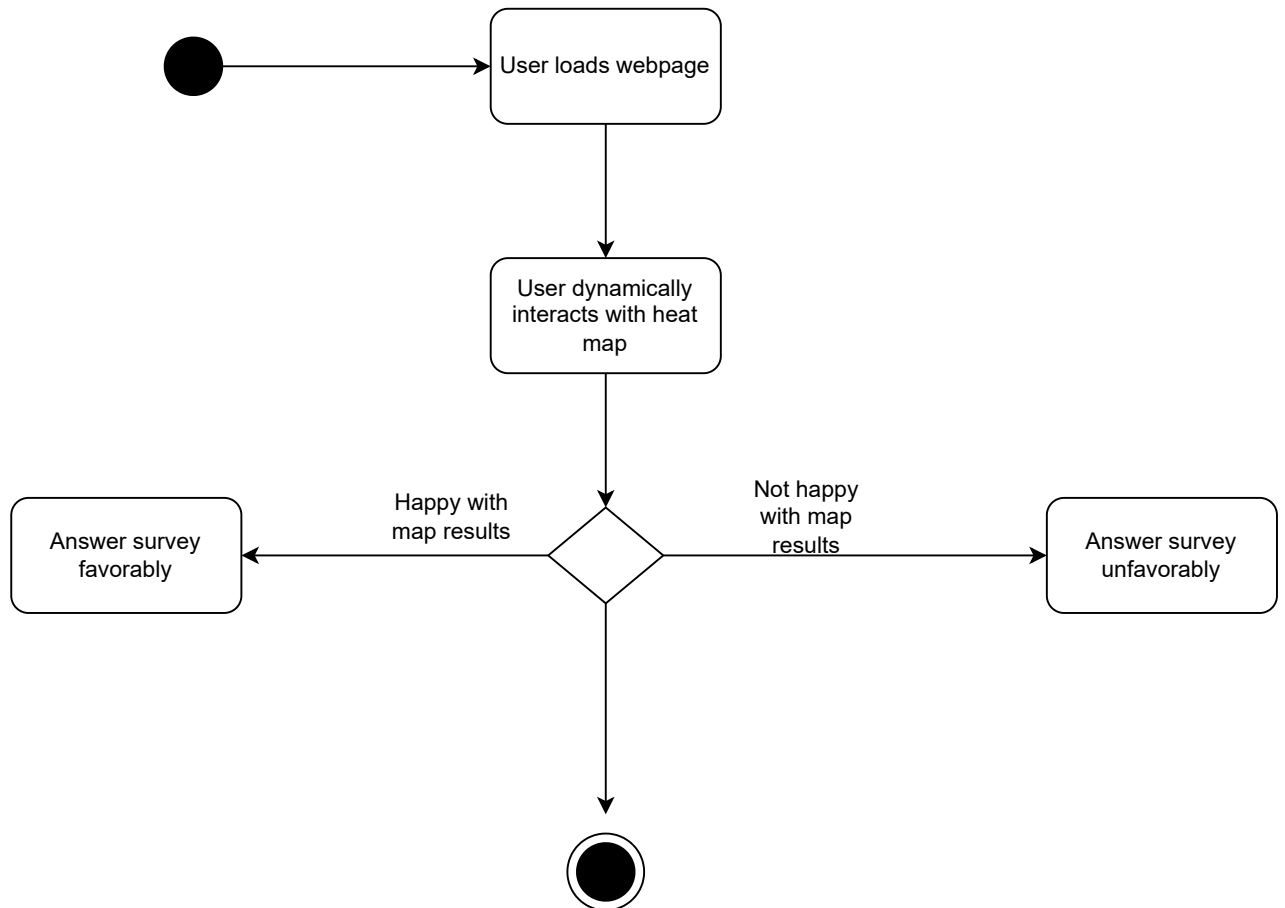 User loads webpage
User dynamically
interacts with heat
map
Happy with
map results
Not happy
with map
results
Answer survey
favorably
Answer survey
unfavorably